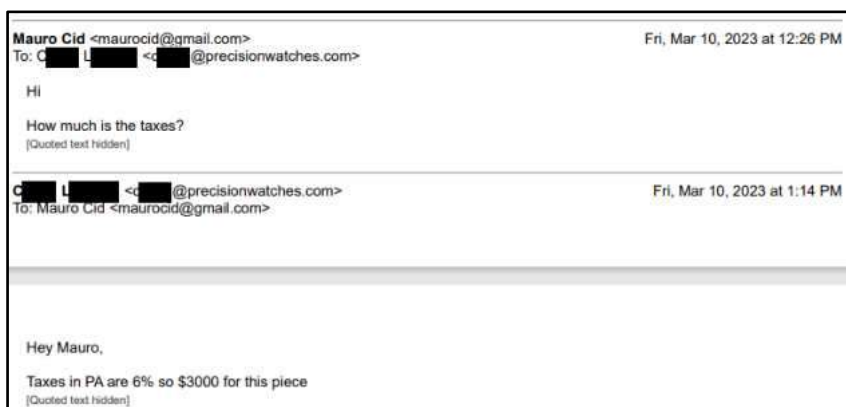 Mauro Cid <maurocid@gmail.com> Fri, Mar 10, 2023 at 12:26 PM
To: C L < @precisionwatches.com>
Hi
How much is the taxes?
[Quoted text hidden]
C L < @precisionwatches.com> Fri, Mar 10, 2023 at 1:14 PM
To: Mauro Cid <maurocid@gmail.com>
Hey Mauro,
Taxes in PA are 6% so $3000 for this piece
[Quoted text hidden]